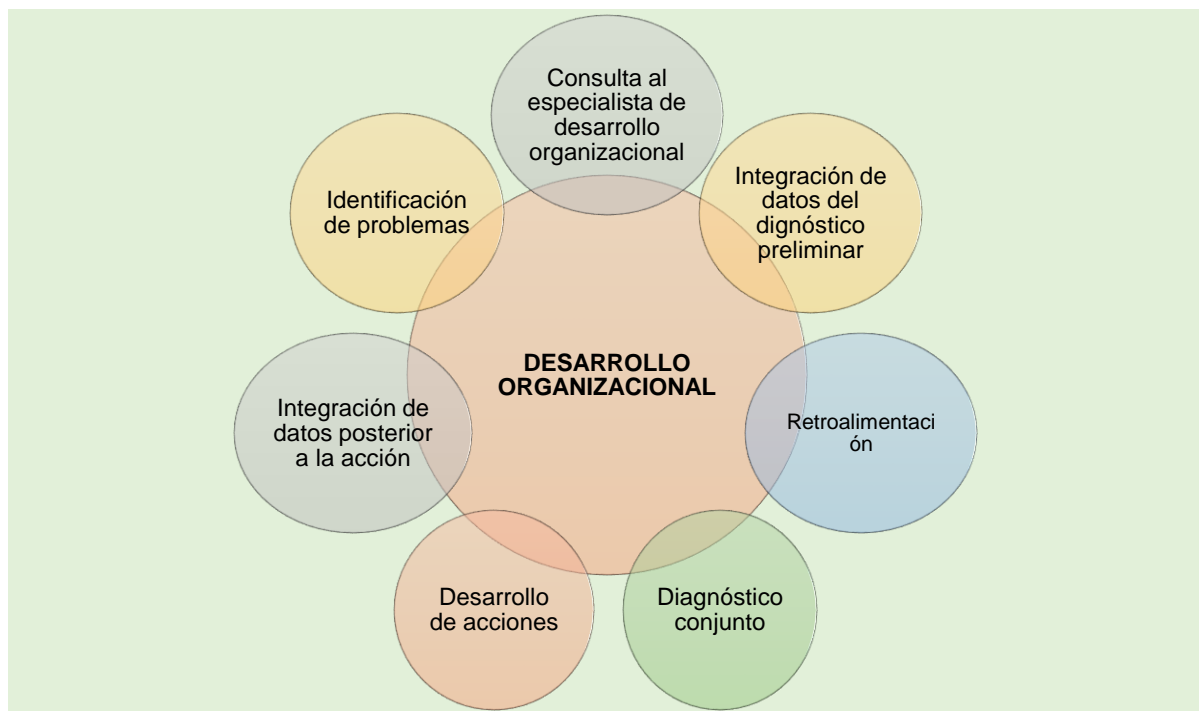 Consulta al
especialista de
desarrollo
organizacional
Integración de
datos del
dignóstico
preliminar
Identificación
de problemas
DESARROLLO
ORGANIZACIONAL
Retroalimentaci
ón
Integración de
datos posterior
a la acción
Diagnóstico
conjunto
Desarrollo
de acciones